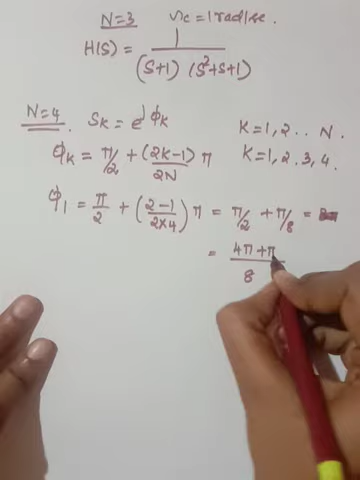 N=3 Ωc = 1 rad/sec.
H(S) = 1 / (S+1) (S²+S+1)
N=4. Sk = e^jϕk K=1,2 .. N.
ϕk = π/2 + (2k-1)/2N π K=1,2.3,4.
ϕ1 = π/2 + (2-1/2×4) π = π/2 + π/8 =
= 4π+π/8